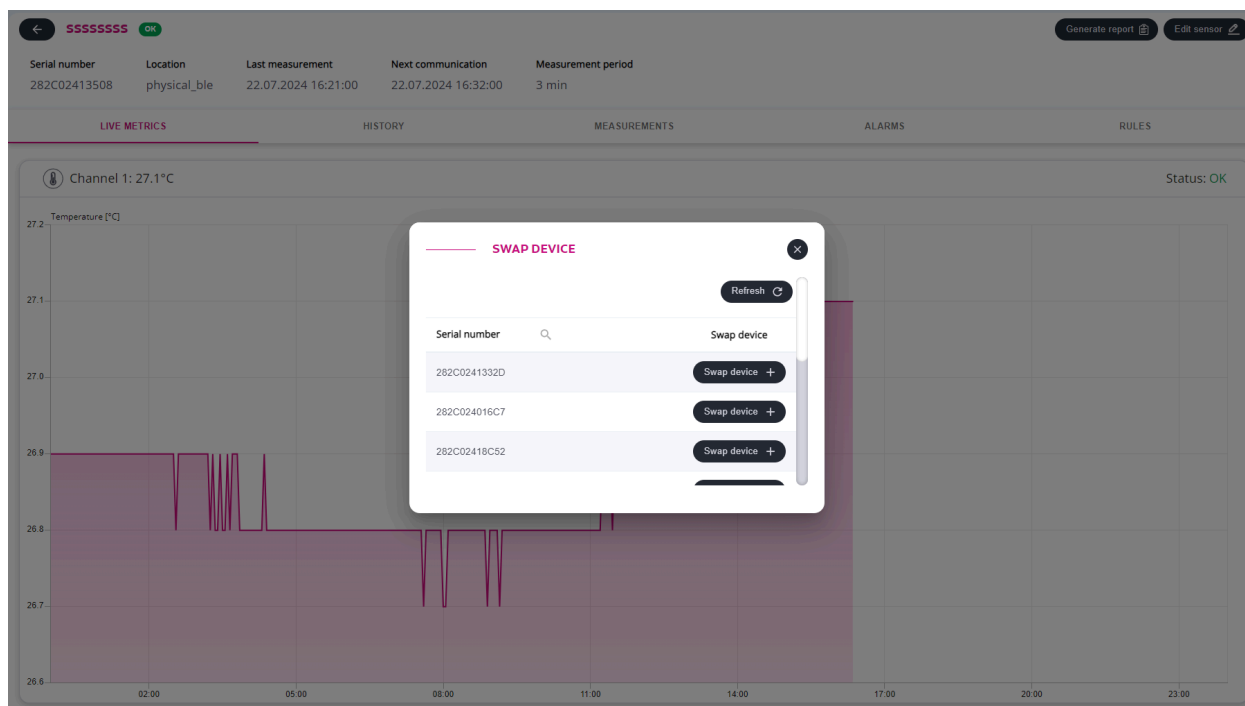 ssssssss OK
Generate report Edit sensor
Serial number Location Last measurement Next communication Measurement period
282C02413508 physical_ble 22.07.2024 16:21:00 22.07.2024 16:32:00 3 min
LIVE METRICS HISTORY MEASUREMENTS ALARMS RULES
Channel 1: 27.1°C Status: OK
Temperature [°C]
27.2
27.1
27.0
26.9
26.8
26.7
26.6
02:00 05:00 08:00 11:00 14:00 17:00 20:00 23:00
SWAP DEVICE
Refresh
Serial number Swap device
282C0241332D Swap device +
282C024016C7 Swap device +
282C02418C52 Swap device +